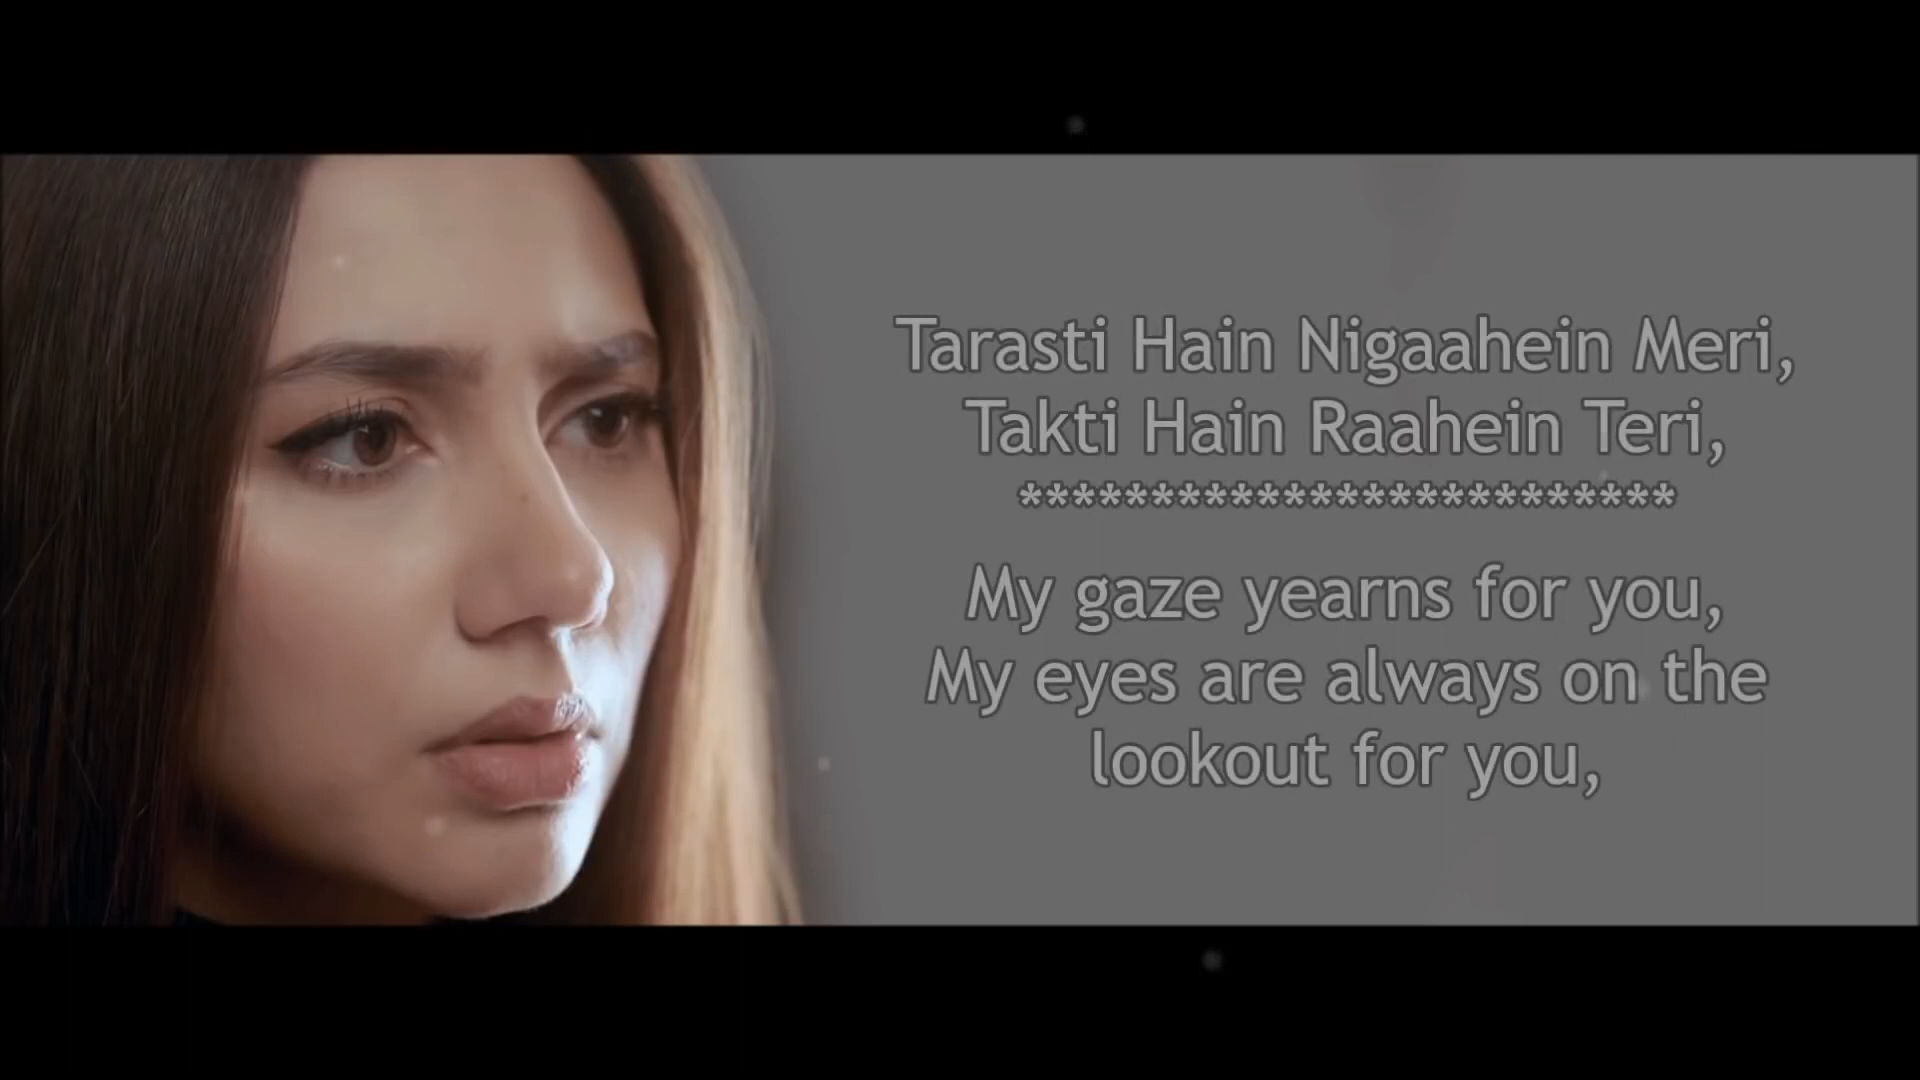 Tarasti Hain Nigaahein Meri,
Takti Hain Raahein Teri,
*************************
My gaze yearns for you,
My eyes are always on the
lookout for you,